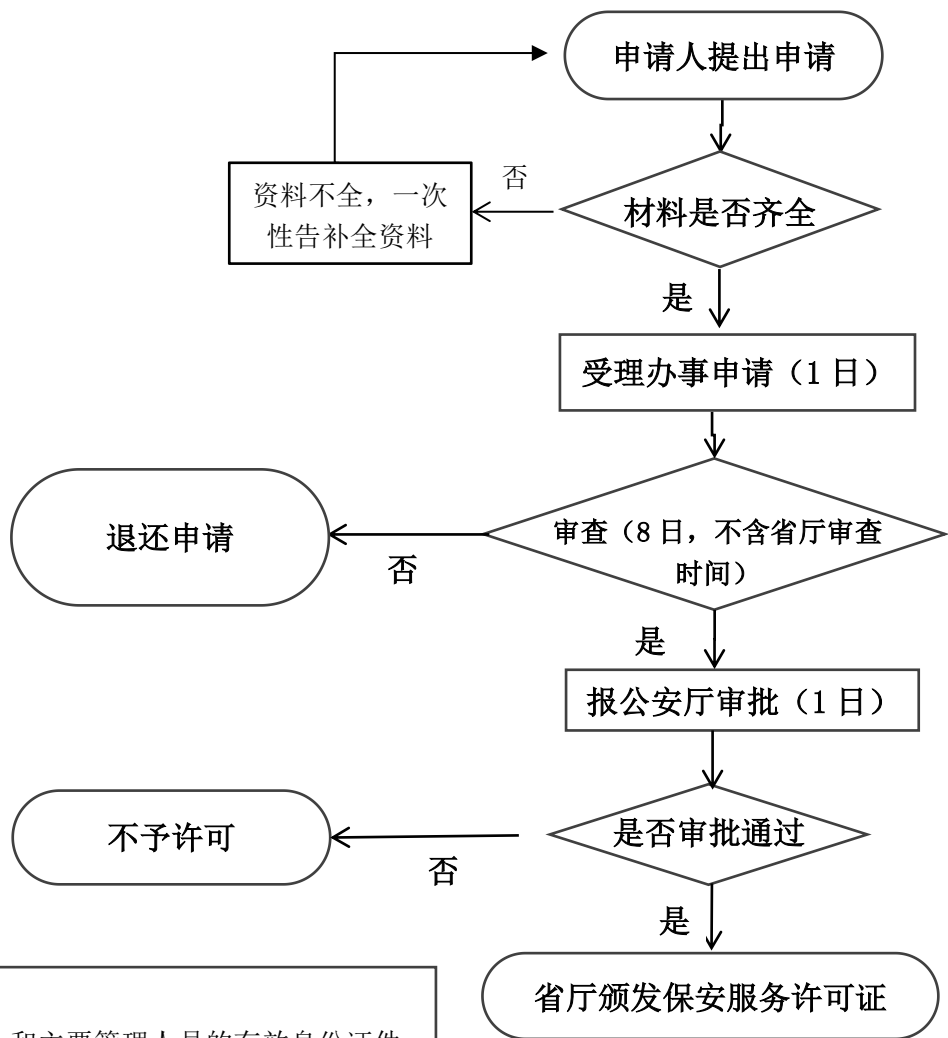 申请人提出申请
否
资料不全，一次
性告补全资料
材料是否齐全
是
受理办事申请（1 日）
审查（8 日，不含省厅审查
时间）
退还申请
否
是
报公安厅审批（1 日）
是否审批通过
不予许可
否
是
省厅颁发保安服务许可证